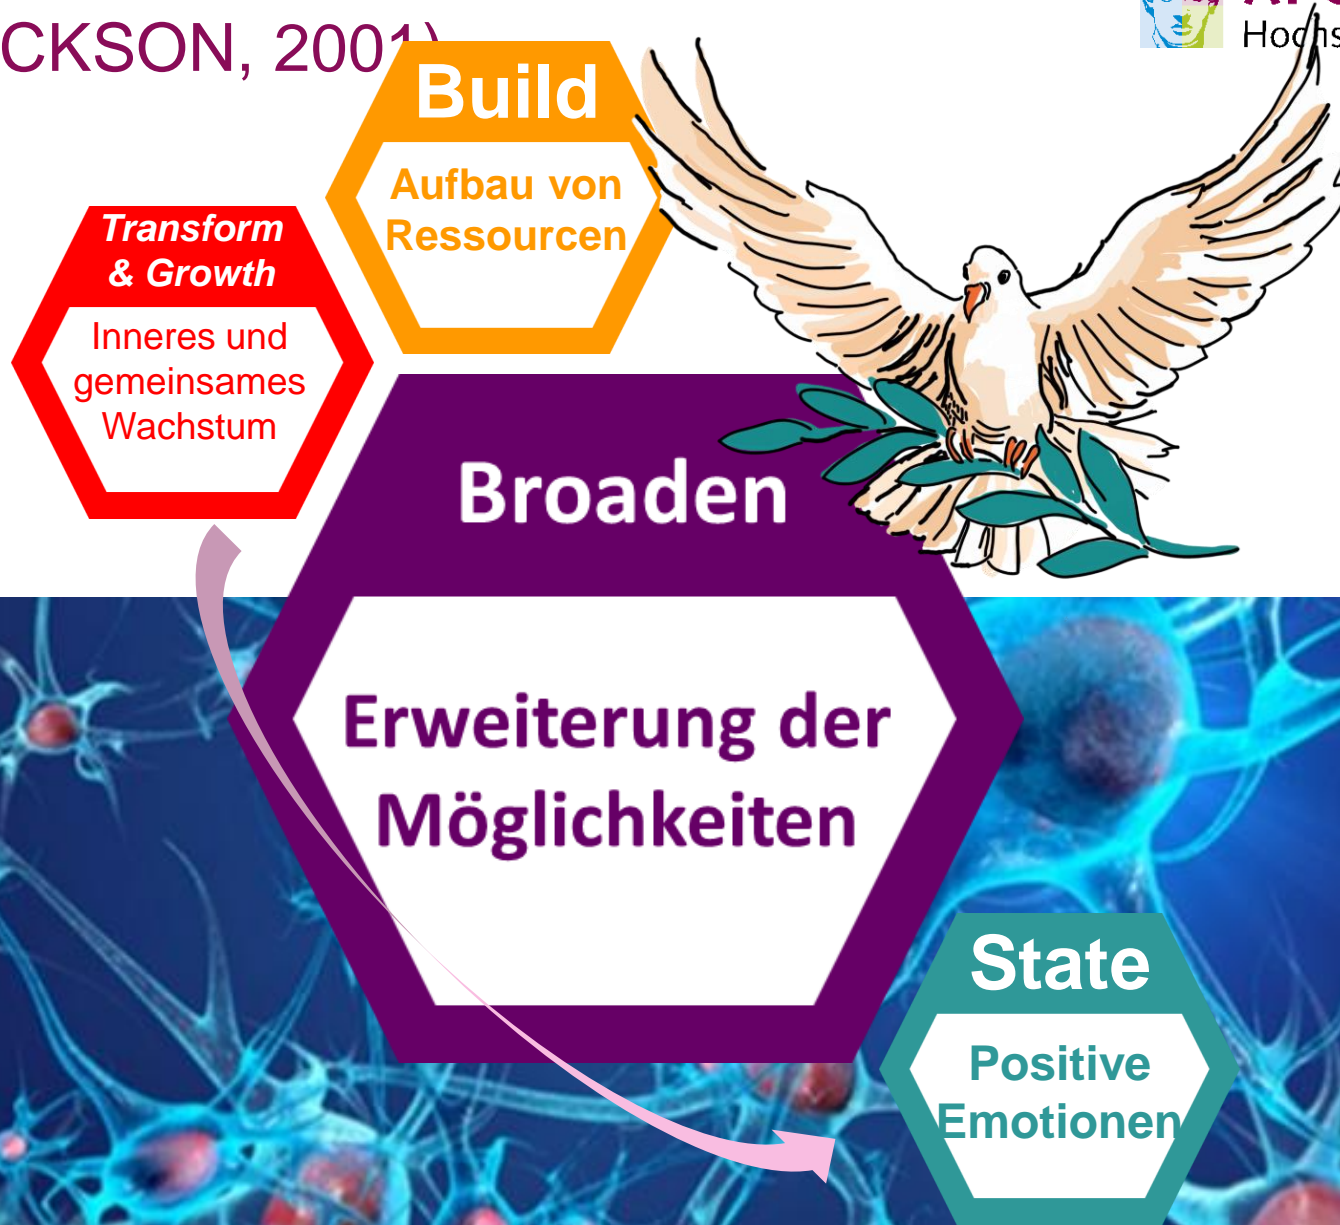 CKSON, 2001)
Hochs
Build
Aufbau von
Ressourcen
Transform
& Growth
Inneres und
gemeinsames
Wachstum
Broaden
Erweiterung der
Möglichkeiten
State
Positive
Emotionen